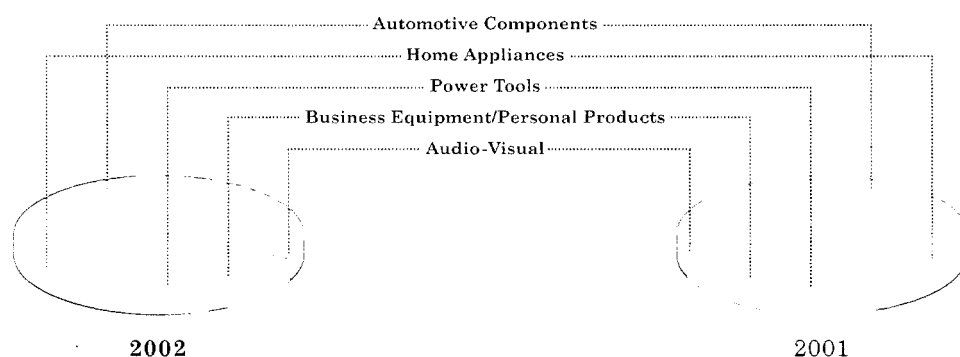 Automotive Components
Home Appliances
Power Tools
Business Equipment/Personal Products
Audio-Visual
2002 2001